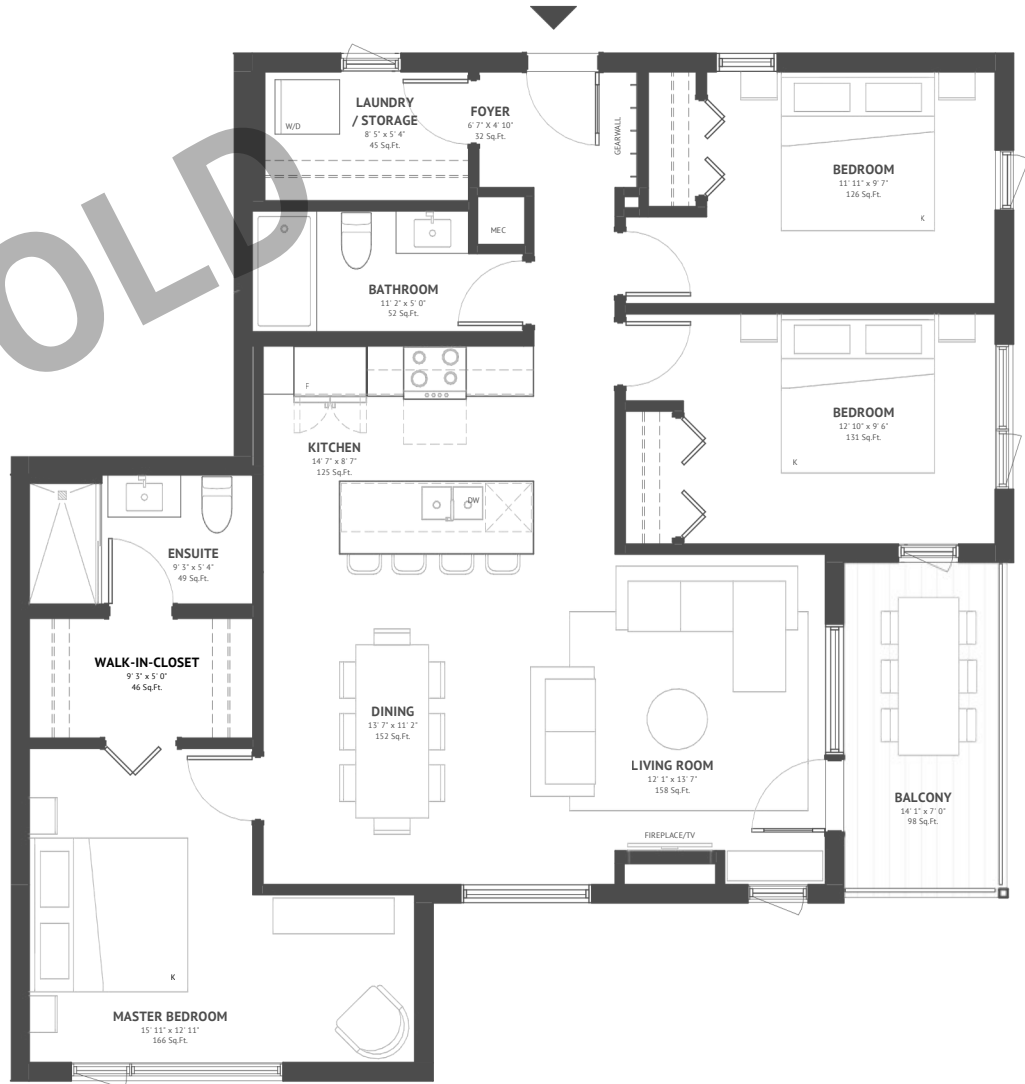 LAUNDRY
/ STORAGE
8' 5" x 5' 4"
45 Sq.Ft.
W/D
FOYER
6' 7" X 4' 10"
32 Sq.Ft.
GEARWALL
BEDROOM
11' 11" x 9' 7"
126 Sq.Ft.
K
MEC
OLD
BATHROOM
11' 2" x 5' 0"
52 Sq.Ft.
F
KITCHEN
14' 7" x 8' 7"
125 Sq.Ft.
DW
BEDROOM
12' 10" x 9' 6"
131 Sq.Ft.
K
ENSUITE
9' 3" x 5' 4"
49 Sq.Ft.
WALK-IN-CLOSET
9' 3" x 5' 0"
46 Sq.Ft.
DINING
13' 7" x 11' 2"
152 Sq.Ft.
LIVING ROOM
12' 1" x 13' 7"
158 Sq.Ft.
FIREPLACE/TV
BALCONY
14' 1" x 7' 0"
98 Sq.Ft.
K
MASTER BEDROOM
15' 11" x 12' 11"
166 Sq.Ft.